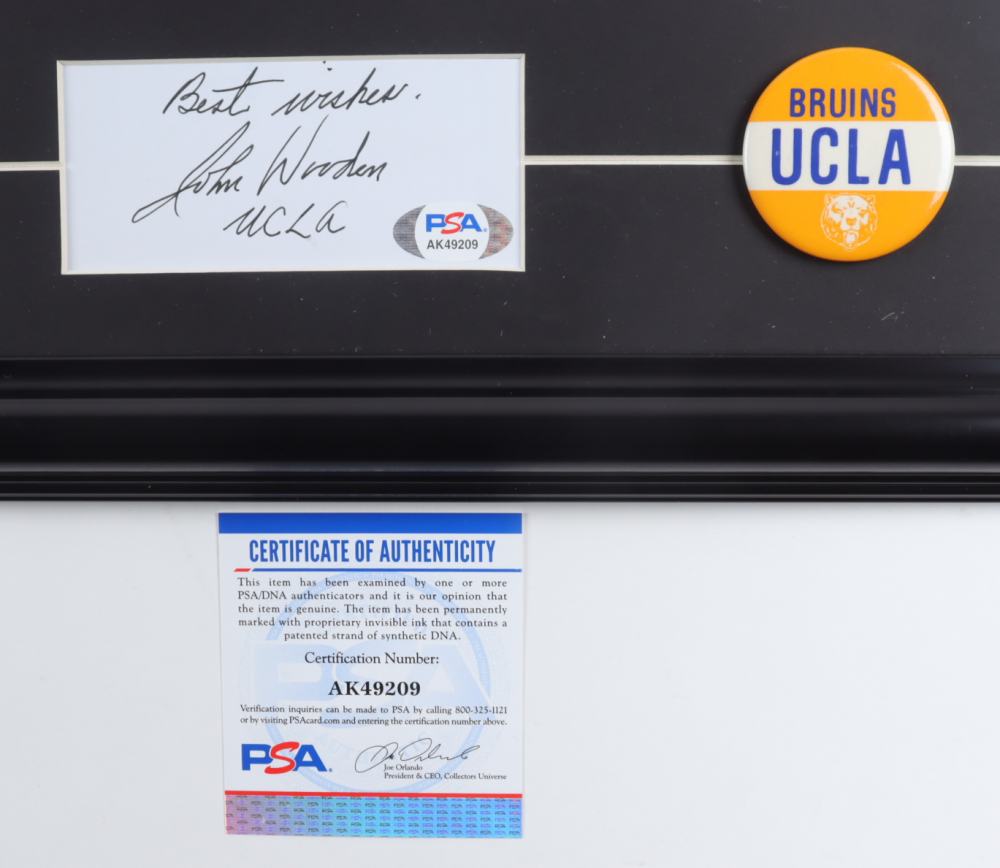 Best wishes.
John Wooden
UCLA
PSA
AK49209
BRUINS
UCLA
CERTIFICATE OF AUTHENTICITY
This item has been examined by one or more
PSA/DNA authenticators and it is our opinion that
the item is genuine. The item has been permanently
marked with proprietary invisible ink that contains a
patented strand of synthetic DNA.
Certification Number:
AK49209
Verification inquiries can be made to PSA by calling 800-325-1121
or by visiting PSAcard.com and entering the certification number above.
PSA
Joe Orlando
President & CEO, Collectors Universe